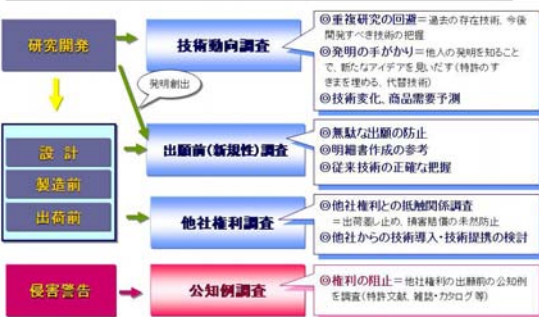 研究開発
技術動向調査
◎重複研究の回避＝過去の存在技術、今後
開発すべき技術の把握
◎発明の手がかり＝他人の発明を知ること
で、新たなアイデアを見いだす(特許のす
きまを埋める、代替技術)
◎技術変化、商品需要予測
発明創出
設 計
製造前
出荷前
出願前(新規性)調査
◎無駄な出願の防止
◎明細書作成の参考
◎従来技術の正確な把握
他社権利調査
◎他社権利との抵触関係調査
＝出荷差し止め、損害賠償の未然防止
◎他社からの技術導入・技術提携の検討
侵害警告
公知例調査
◎権利の阻止＝他社権利の出願前の公知例
を調査(特許文献、雑誌・カタログ等)